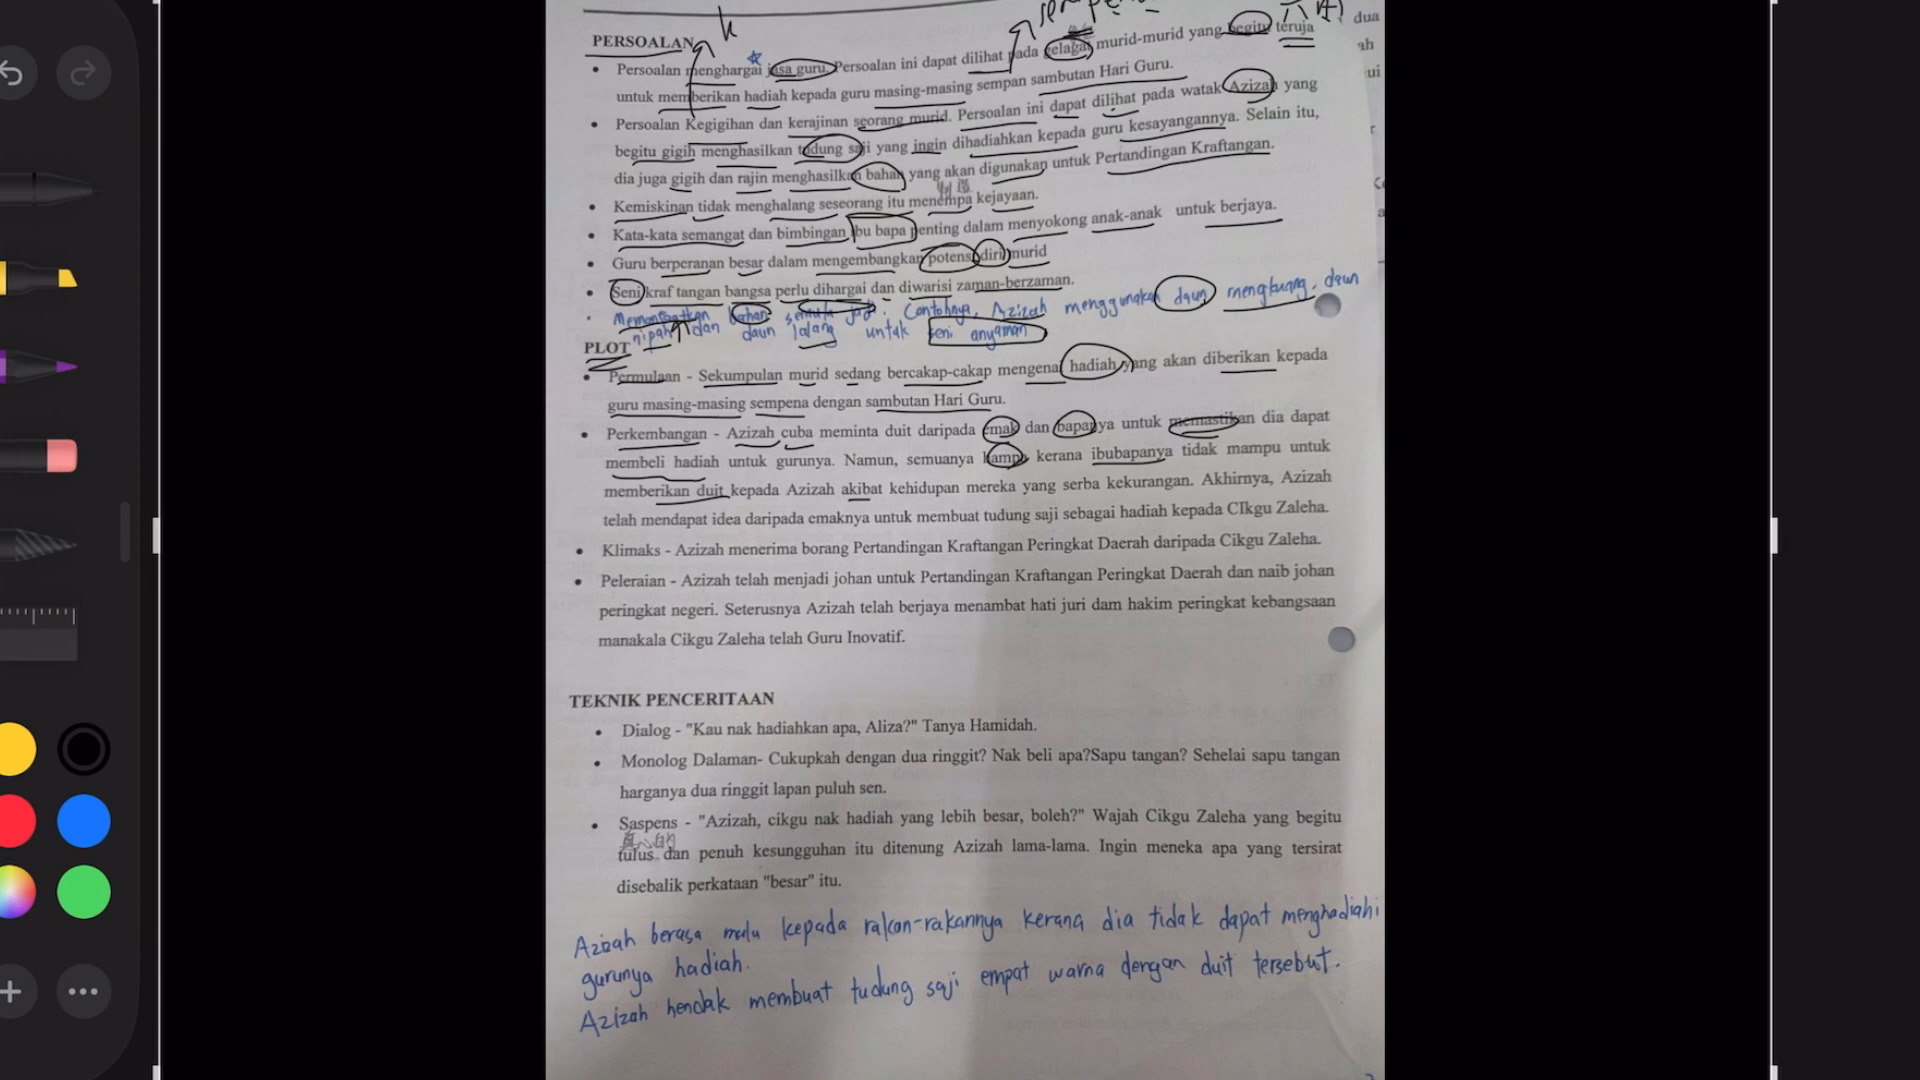 dua
PERSOALAN
ah
Persoalan menghargai jasa guru. Persoalan ini dapat dilihat pada gelagat murid-murid yang begitu teruja
ui
untuk memberikan hadiah kepada guru masing-masing sempan sambutan Hari Guru.
Persoalan Kegigihan dan kerajinan seorang murid. Persoalan ini dapat dilihat pada watak Azizah yang
begitu gigih menghasilkan tudung saji yang ingin dihadiahkan kepada guru kesayangannya. Selain itu,
dia juga gigih dan rajin menghasilkan bahan yang akan digunakan untuk Pertandingan Kraftangan.
Kemiskinan tidak menghalang seseorang itu menempa kejayaan.
Kata-kata semangat dan bimbingan ibu bapa penting dalam menyokong anak-anak untuk berjaya.
Guru berperanan besar dalam mengembangkan potensi diri murid
Seni kraf tangan bangsa perlu dihargai dan diwarisi zaman-berzaman.
Memanfaatkan bahan semula jadi. Contohnya, Azizah menggunakan daun mengkuang, daun
nipah dan daun lalang untuk seni anyaman
PLOT
Permulaan - Sekumpulan murid sedang bercakap-cakap mengenai hadiah yang akan diberikan kepada
guru masing-masing sempena dengan sambutan Hari Guru.
Perkembangan - Azizah cuba meminta duit daripada emak dan bapanya untuk memastikan dia dapat
membeli hadiah untuk gurunya. Namun, semuanya hampa kerana ibubapanya tidak mampu untuk
memberikan duit kepada Azizah akibat kehidupan mereka yang serba kekurangan. Akhirnya, Azizah
telah mendapat idea daripada emaknya untuk membuat tudung saji sebagai hadiah kepada CIkgu Zaleha.
Klimaks - Azizah menerima borang Pertandingan Kraftangan Peringkat Daerah daripada Cikgu Zaleha.
Peleraian - Azizah telah menjadi johan untuk Pertandingan Kraftangan Peringkat Daerah dan naib johan
peringkat negeri. Seterusnya Azizah telah berjaya menambat hati juri dam hakim peringkat kebangsaan
manakala Cikgu Zaleha telah Guru Inovatif.
TEKNIK PENCERITAAN
Dialog - "Kau nak hadiahkan apa, Aliza?" Tanya Hamidah.
Monolog Dalaman- Cukupkah dengan dua ringgit? Nak beli apa?Sapu tangan? Sehelai sapu tangan
harganya dua ringgit lapan puluh sen.
Saspens - "Azizah, cikgu nak hadiah yang lebih besar, boleh?" Wajah Cikgu Zaleha yang begitu
tulus dan penuh kesungguhan itu ditenung Azizah lama-lama. Ingin meneka apa yang tersirat
disebalik perkataan "besar" itu.
Azizah berasa malu kepada rakan-rakannya kerana dia tidak dapat menghadiahi
gurunya hadiah.
Azizah hendak membuat tudung saji empat warna dengan duit tersebut.